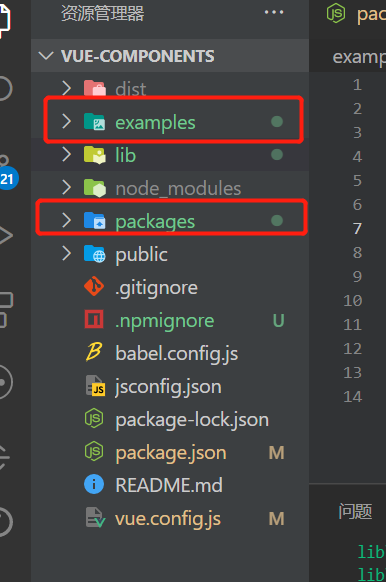 资源管理器
···
pac
VUE-COMPONENTS
examp
dist
examples
lib
node_modules
packages
public
.gitignore
.npmignore U
babel.config.js
jsconfig.json
package-lock.json
package.json M
README.md
vue.config.js M
21
1
2
3
4
5
6
7
8
9
10
11
12
13
14
问题
lib
lib